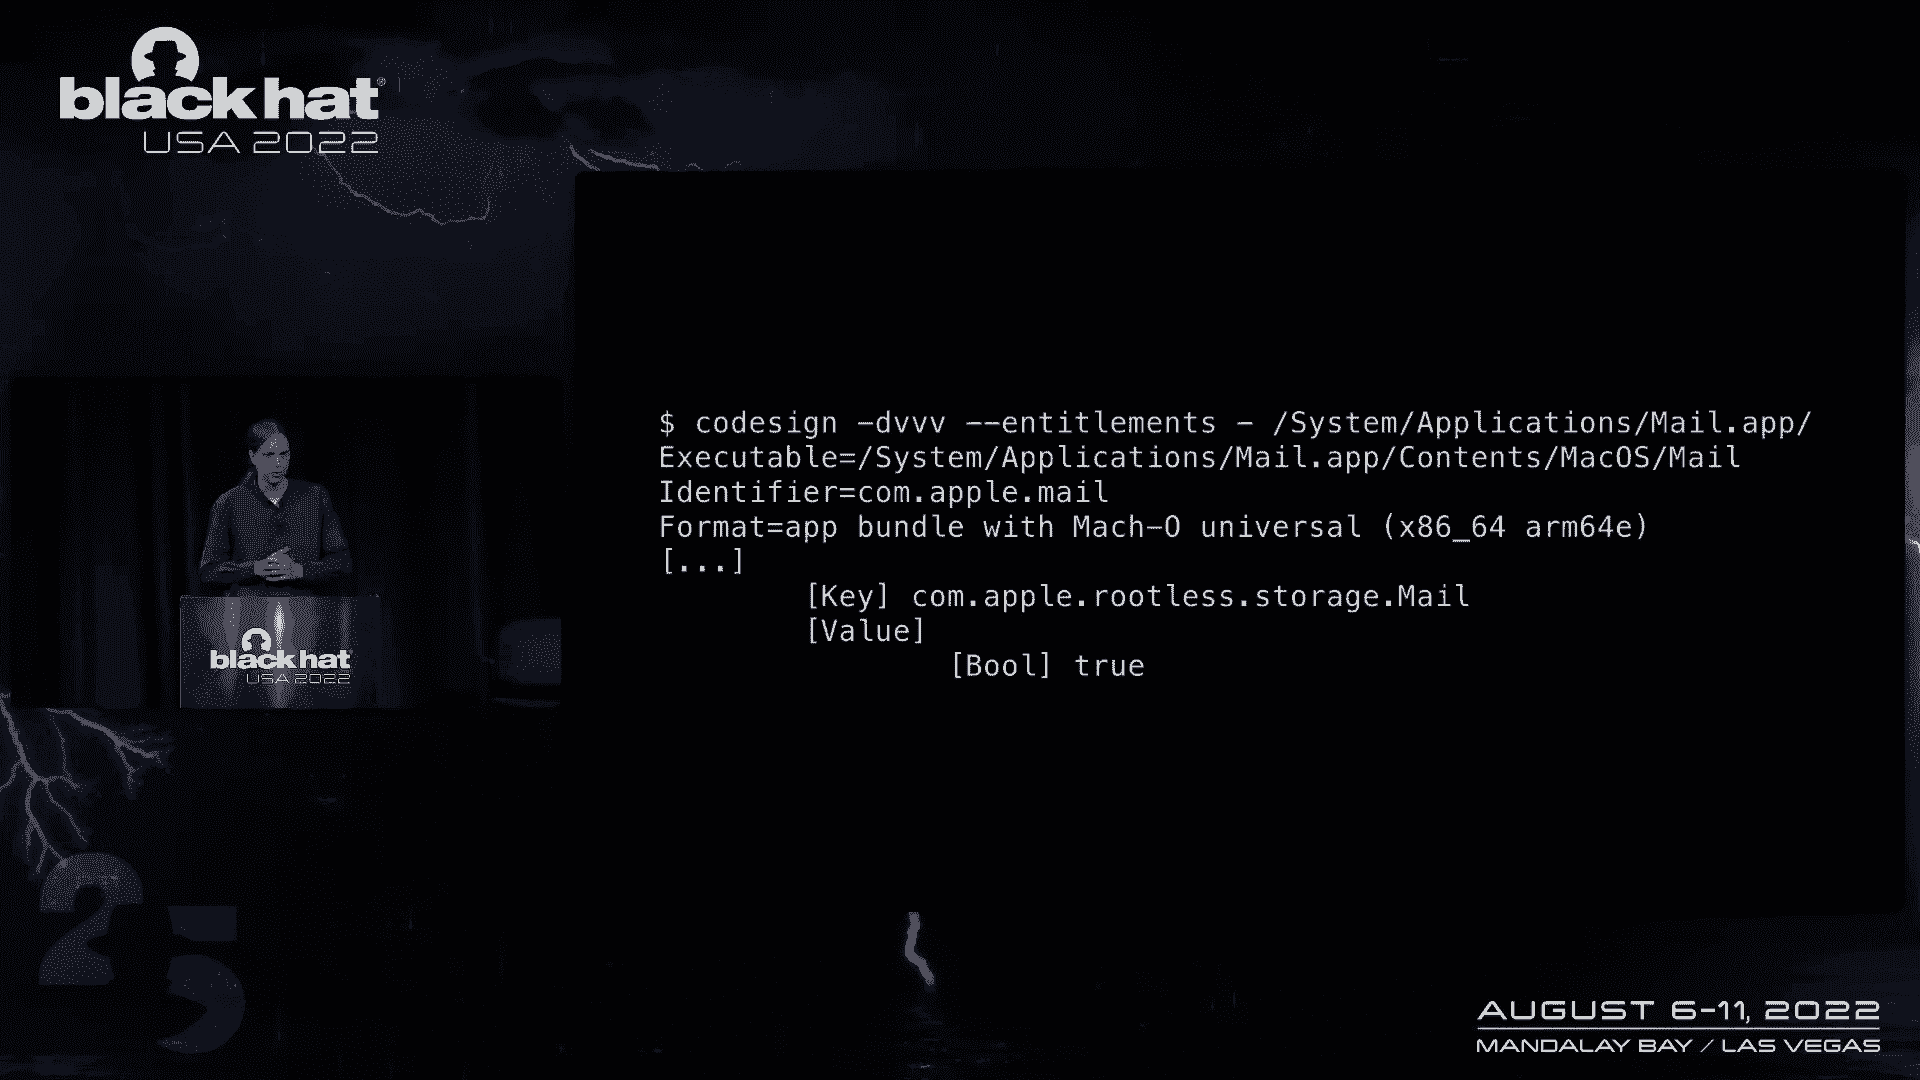 black hat®
USA 2022
$ codesign -dvvv --entitlements - /System/Applications/Mail.app/
Executable=/System/Applications/Mail.app/Contents/MacOS/Mail
Identifier=com.apple.mail
Format=app bundle with Mach-O universal (x86_64 arm64e)
[...]
[Key] com.apple.rootless.storage.Mail
[Value]
[Bool] true
black hat
USA 2022
25
AUGUST 6-11, 2022
MANDALAY BAY / LAS VEGAS